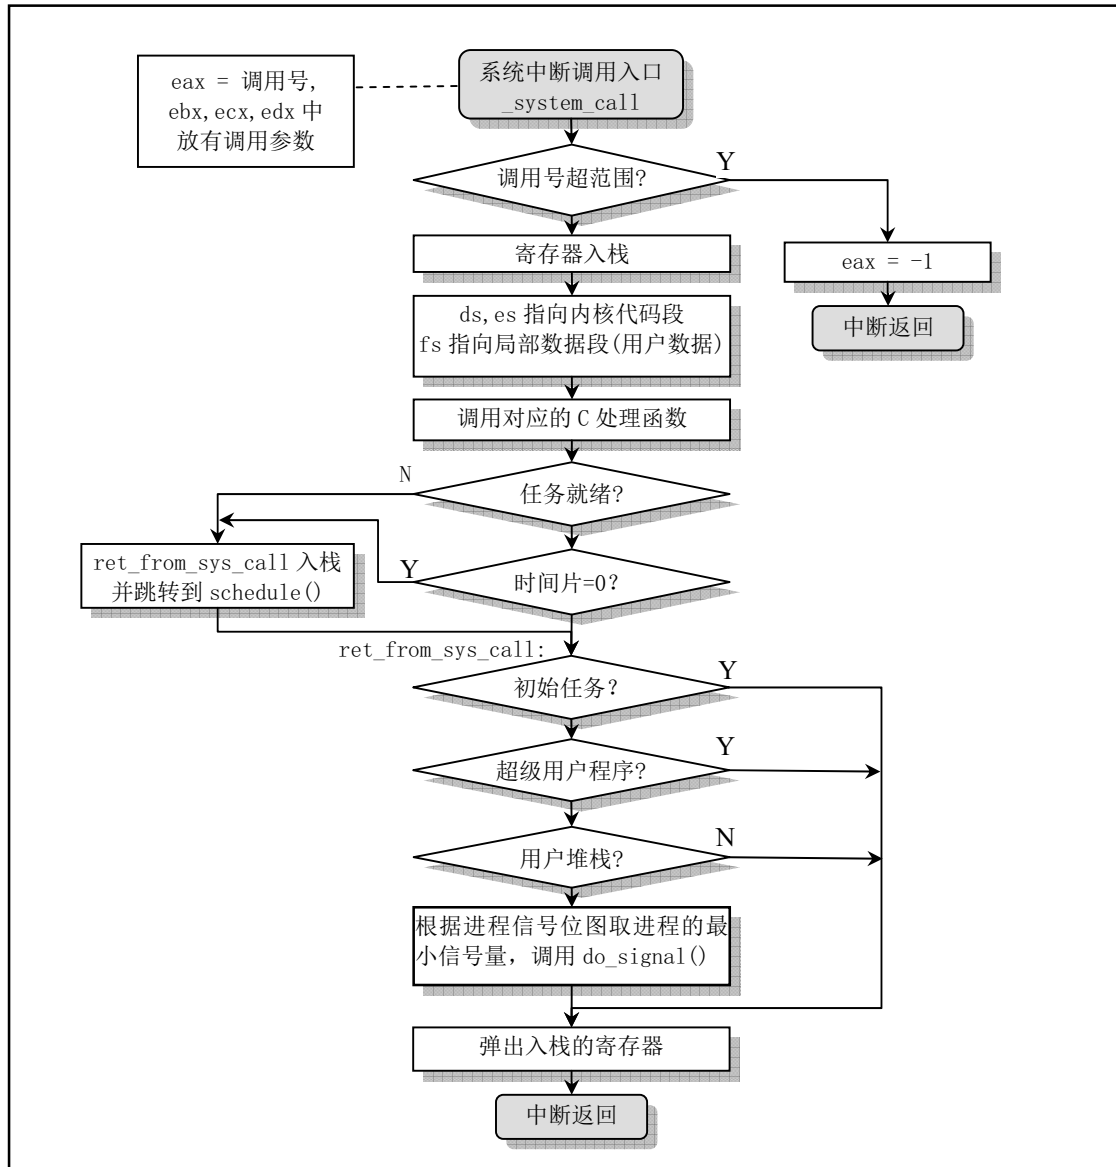 eax = 调用号,
ebx,ecx,edx 中
放有调用参数
系统中断调用入口
_system_call
调用号超范围?
Y
寄存器入栈
eax = -1
ds,es 指向内核代码段
fs 指向局部数据段(用户数据)
中断返回
调用对应的 C 处理函数
N
任务就绪?
ret_from_sys_call 入栈
并跳转到 schedule()
Y
时间片=0?
ret_from_sys_call:
初始任务?
Y
超级用户程序?
Y
用户堆栈?
N
根据进程信号位图取进程的最
小信号量，调用 do_signal()
弹出入栈的寄存器
中断返回